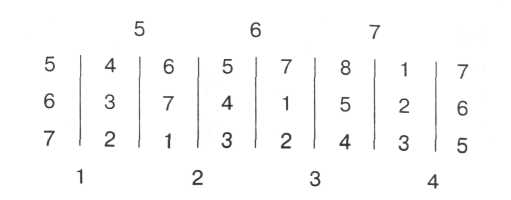 5 6 7
5 | 4 | 6 | 5 | 7 | 8 | 1 | 7
6 | 3 | 7 | 4 | 1 | 5 | 2 | 6
7 | 2 | 1 | 3 | 2 | 4 | 3 | 5
1 2 3 4